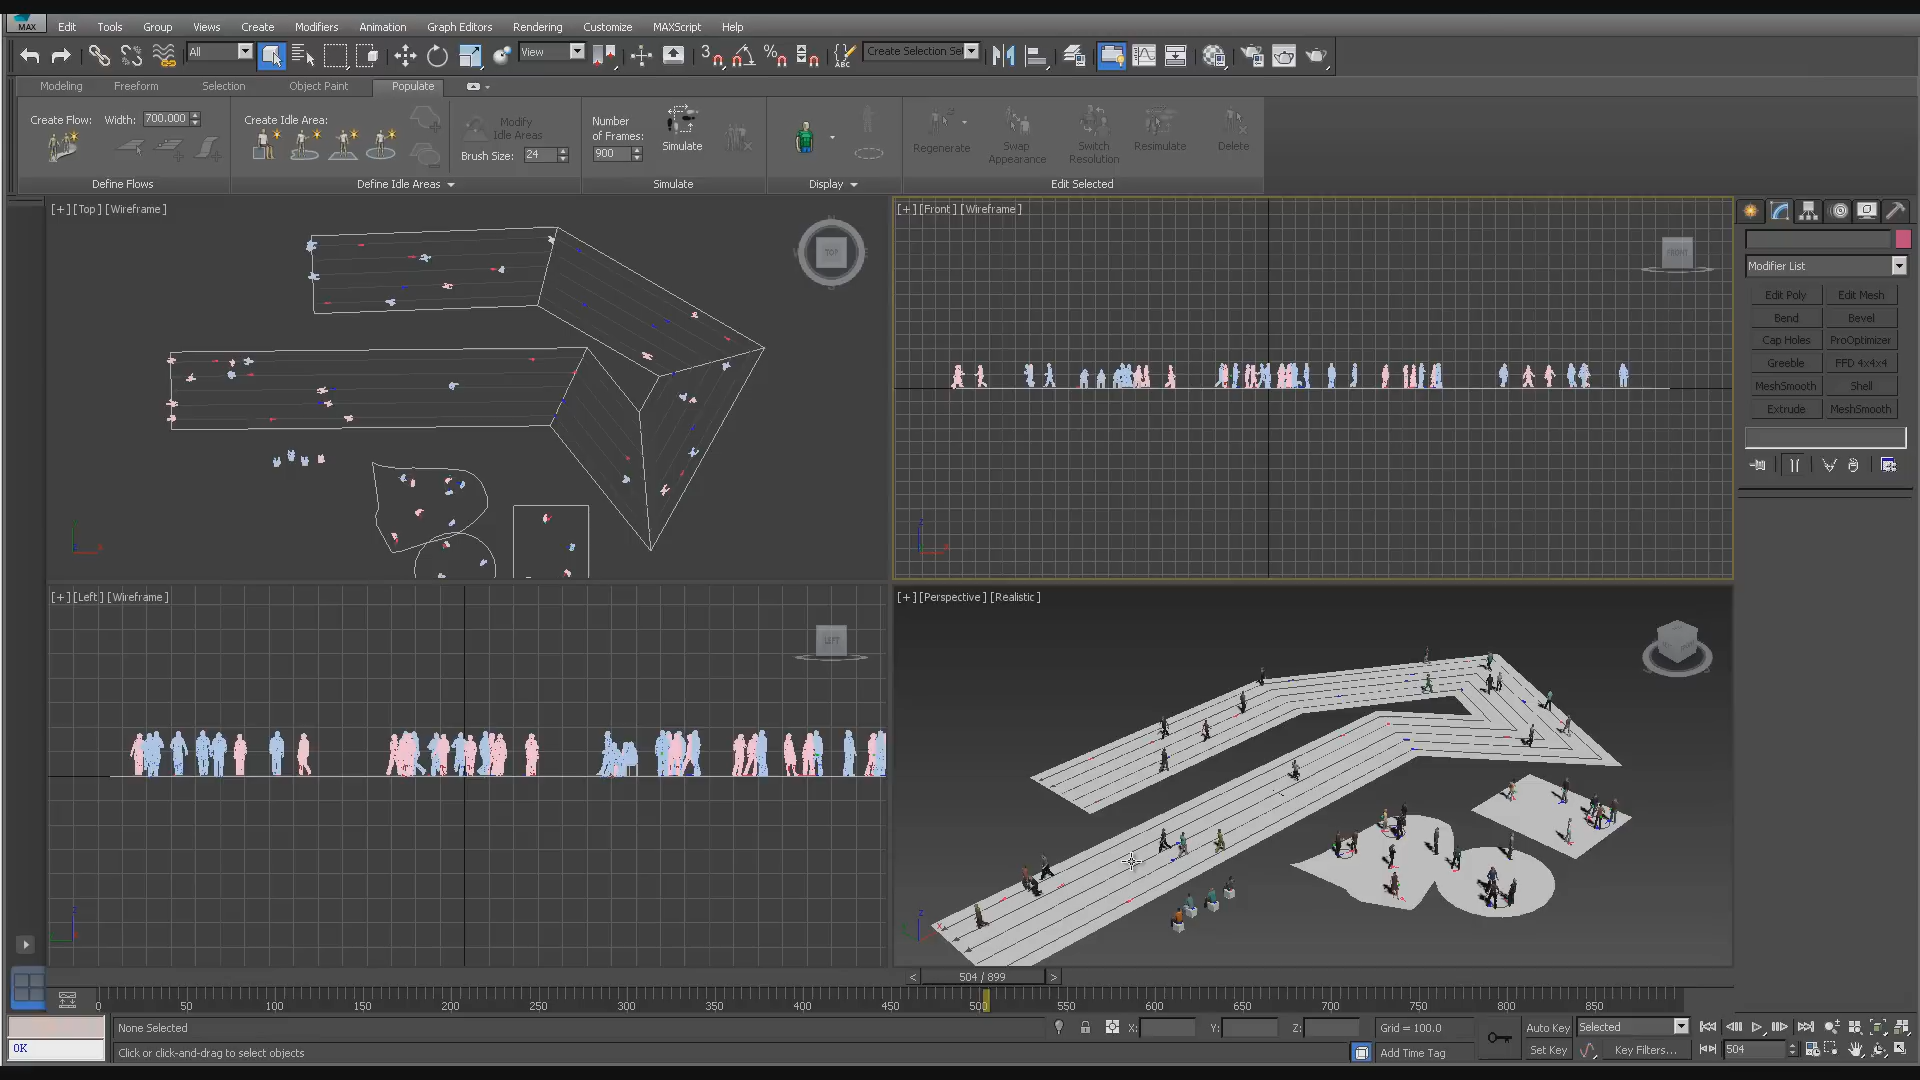 MAX Edit Tools Group Views Create Modifiers Animation Graph Editors Rendering Customize MAXScript Help
All View 3 % ABC Create Selection Sel
Modeling Freeform Selection Object Paint Populate
Create Flow: Width: 700.000
Create Idle Area:
Modify
Idle Areas
Brush Size: 24
Number
of Frames:
900
Simulate
Regenerate
Swap
Appearance
Switch
Resolution
Resimulate
Delete
Define Flows Define Idle Areas Simulate Display Edit Selected
[+] [Top] [Wireframe]
TOP
[+] [Front] [Wireframe]
FRONT
Modifier List
Edit Poly Edit Mesh
Bend Bevel
Cap Holes ProOptimizer
Greeble FFD 4x4x4
MeshSmooth Shell
Extrude MeshSmooth
[+] [Left] [Wireframe]
LEFT
[+] [Perspective] [Realistic]
< 504 / 899 >
0 50 100 150 200 250 300 350 400 450 500 550 600 650 700 750 800 850
None Selected
X: Y: Z: Grid = 100.0
Auto Key Selected
OK
Click or click-and-drag to select objects
Add Time Tag
Set Key Key Filters... 504